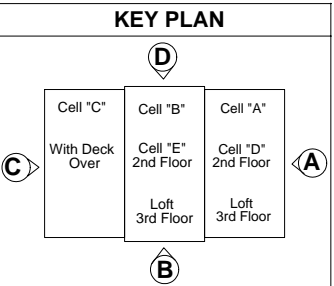 KEY PLAN
D
Cell "C"
Cell "B"
Cell "A"
With Deck
Over
Cell "E"
2nd Floor
Cell "D"
2nd Floor
C
A
Loft
3rd Floor
Loft
3rd Floor
B